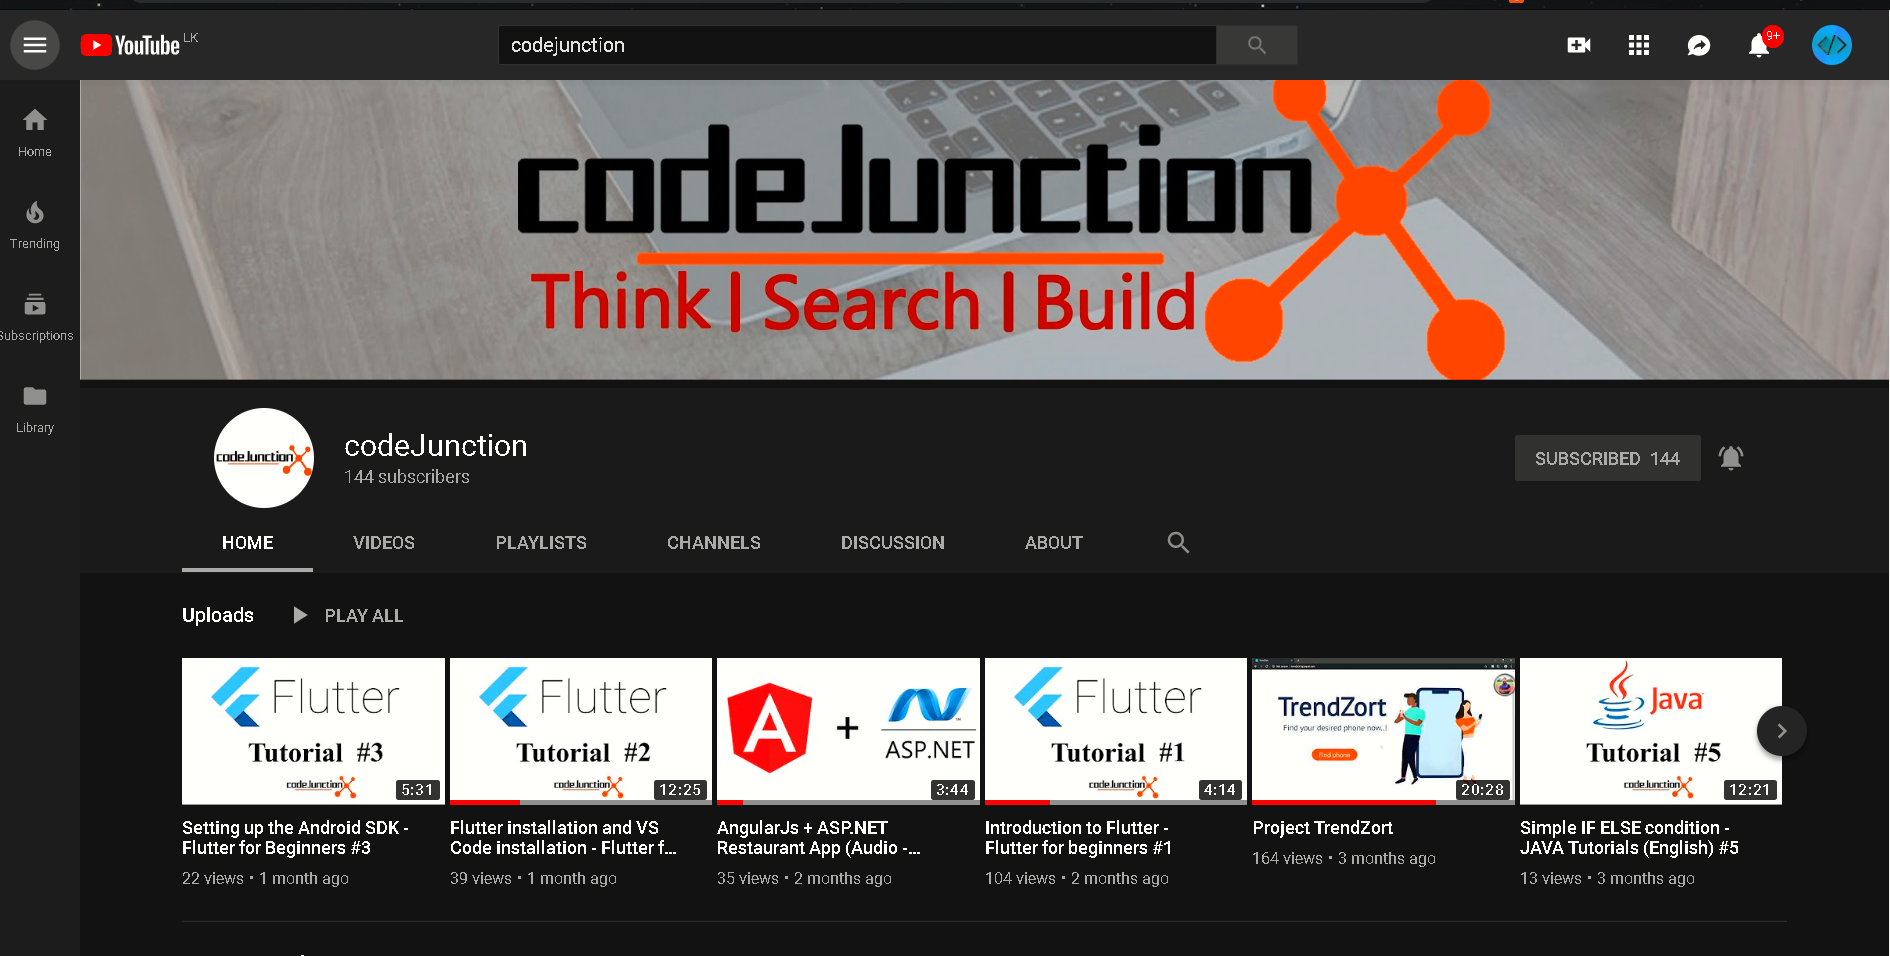 YouTube LK
codejunction
9+
Home
Trending
Subscriptions
Library
codeJunction
Think | Search | Build
codeJunction
codeJunction
144 subscribers
SUBSCRIBED 144
HOME VIDEOS PLAYLISTS CHANNELS DISCUSSION ABOUT
Uploads PLAY ALL
Flutter
Tutorial #3
codeJunction
5:31
Setting up the Android SDK -
Flutter for Beginners #3
22 views • 1 month ago
Flutter
Tutorial #2
codeJunction
12:25
Flutter installation and VS
Code installation - Flutter f...
39 views • 1 month ago
A + ASP.NET
3:44
AngularJs + ASP.NET
Restaurant App (Audio -...
35 views • 2 months ago
Flutter
Tutorial #1
codeJunction
4:14
Introduction to Flutter -
Flutter for beginners #1
104 views • 2 months ago
TrendZort
Find your desired phone now..!
Find phone
20:28
Project TrendZort
164 views • 3 months ago
Java
Tutorial #5
codeJunction
12:21
Simple IF ELSE condition -
JAVA Tutorials (English) #5
13 views • 3 months ago